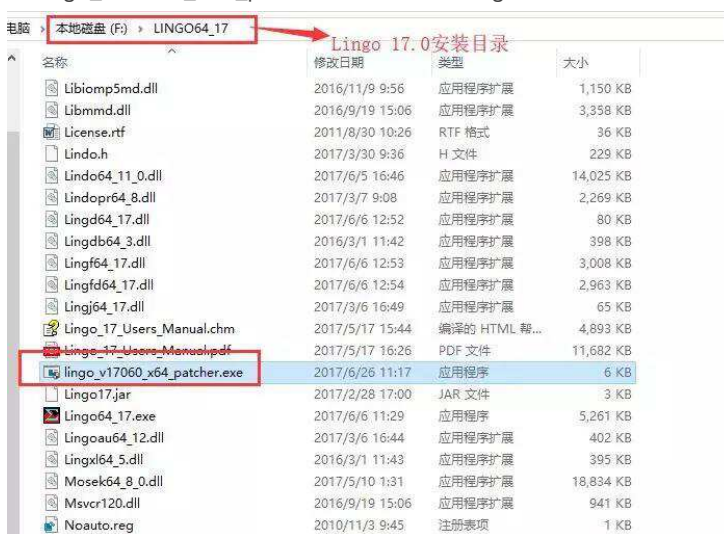 电脑 › 本地磁盘 (F:) › LINGO64_17
Lingo 17.0安装目录
名称 修改日期 类型 大小
Libiomp5md.dll 2016/11/9 9:56 应用程序扩展 1,150 KB
Libmmd.dll 2016/9/19 15:06 应用程序扩展 3,358 KB
License.rtf 2011/8/30 10:26 RTF 格式 36 KB
Lindo.h 2017/3/30 9:36 H 文件 229 KB
Lindo64_11_0.dll 2017/6/5 16:46 应用程序扩展 14,025 KB
Lindopr64_8.dll 2017/3/7 9:08 应用程序扩展 2,269 KB
Lingd64_17.dll 2017/6/6 12:52 应用程序扩展 80 KB
Lingdb64_3.dll 2016/3/1 11:42 应用程序扩展 398 KB
Lingf64_17.dll 2017/6/6 12:53 应用程序扩展 3,008 KB
Lingfd64_17.dll 2017/6/6 12:54 应用程序扩展 2,963 KB
Lingj64_17.dll 2017/3/6 16:49 应用程序扩展 65 KB
Lingo_17_Users_Manual.chm 2017/5/17 15:44 编译的 HTML 帮... 4,893 KB
Lingo_17_Users_Manual.pdf 2017/5/17 16:26 PDF 文件 11,682 KB
lingo_v17060_x64_patcher.exe 2017/6/26 11:17 应用程序 6 KB
Lingo17.jar 2017/2/28 17:00 JAR 文件 3 KB
Lingo64_17.exe 2017/6/6 11:29 应用程序 5,261 KB
Lingoau64_12.dll 2017/3/6 16:44 应用程序扩展 402 KB
Lingxl64_5.dll 2016/3/1 11:43 应用程序扩展 395 KB
Mosek64_8_0.dll 2017/5/10 1:31 应用程序扩展 18,834 KB
Msvcr120.dll 2016/9/19 15:06 应用程序扩展 941 KB
Noauto.reg 2010/11/3 9:45 注册表项 1 KB